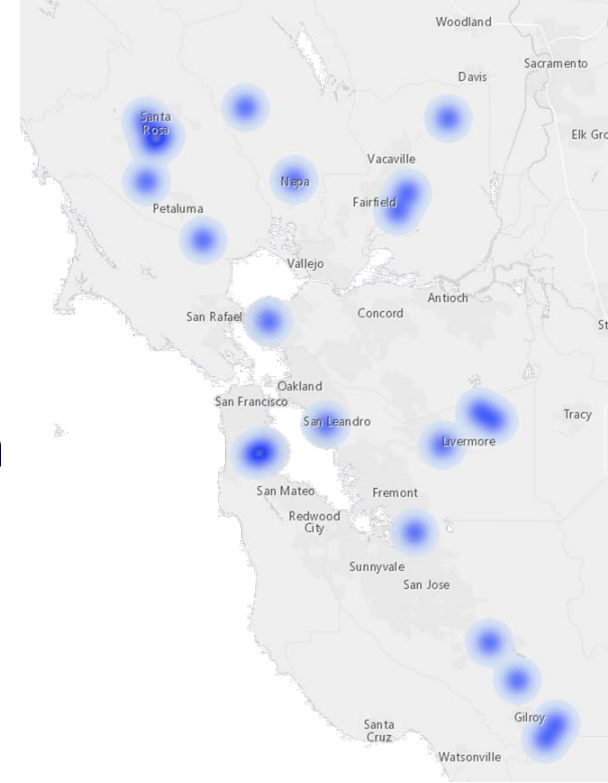 Woodland
Sacramento
Davis
Santa
Rosa
Elk Gro
Vacaville
Napa
Fairfield
Petaluma
Vallejo
Antioch
San Rafael
Concord
St
Oakland
San Francisco
Tracy
San Leandro
Livermore
San Mateo
Fremont
Redwood
City
Sunnyvale
San Jose
Gilroy
Santa
Cruz
Watsonville